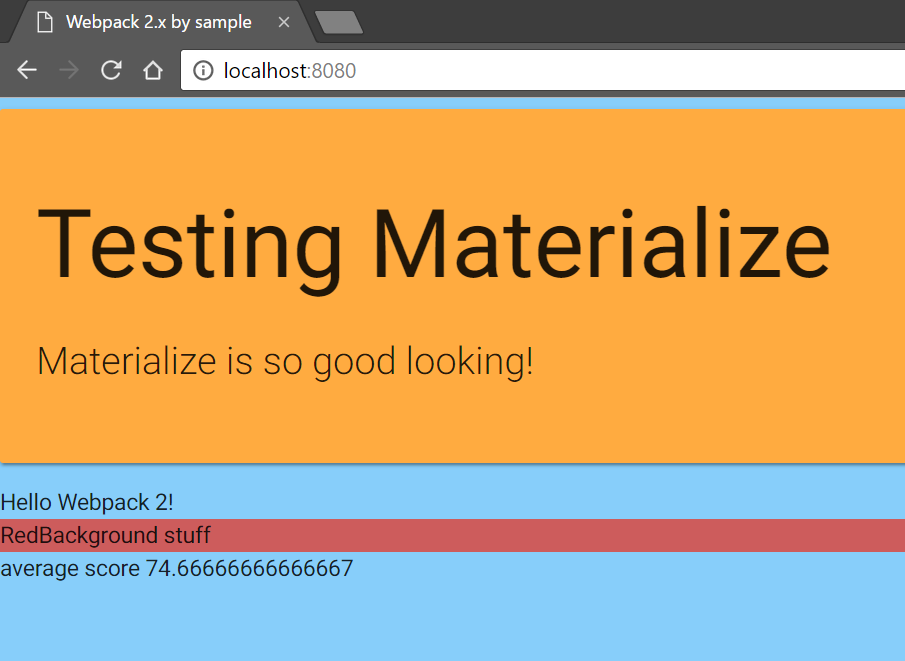 Webpack 2.x by sample
localhost:8080
Testing Materialize
Materialize is so good looking!
Hello Webpack 2!
RedBackground stuff
average score 74.66666666666667